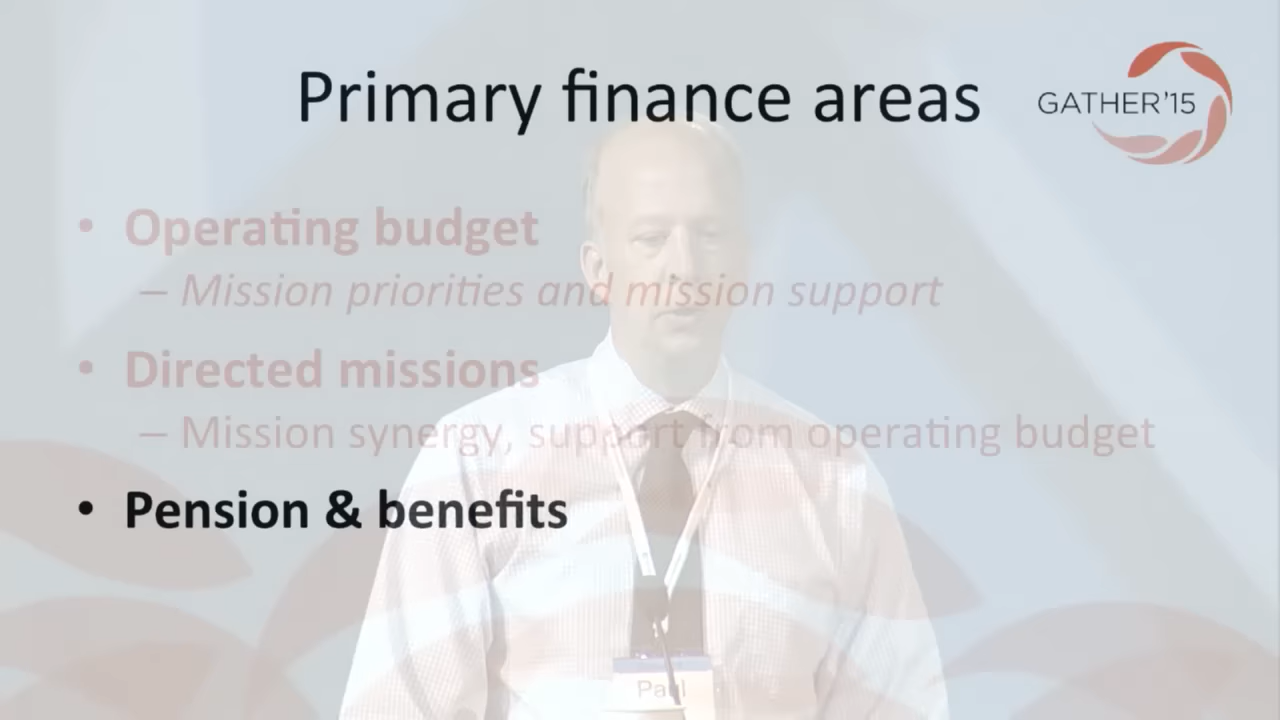 Primary finance areas
GATHER'15
• Operating budget
– Mission priorities and mission support
• Directed missions
– Mission synergy, support from operating budget
• Pension & benefits
Paul